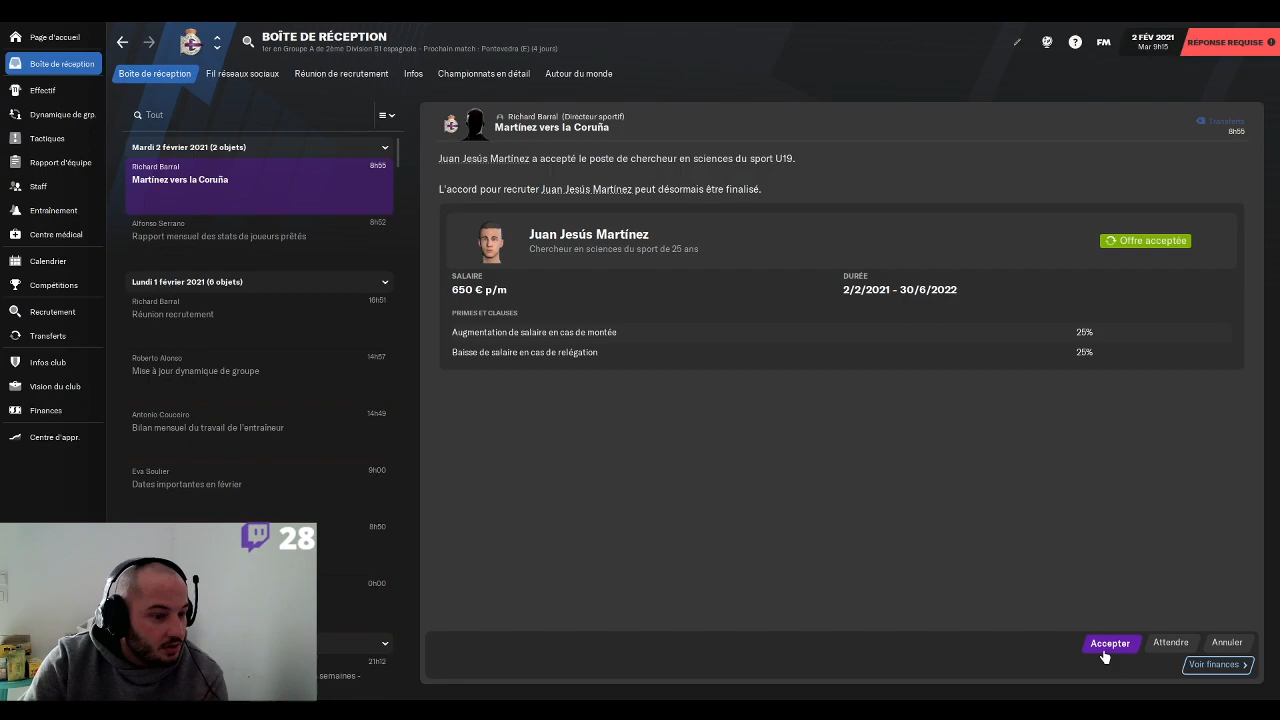 Page d'accueil
Boîte de réception
Effectif
Dynamique de grp.
Tactiques
Rapport d'équipe
Staff
Entraînement
Centre médical
Calendrier
Compétitions
Recrutement
Transferts
Infos club
Vision du club
Finances
Centre d'appr.
BOÎTE DE RÉCEPTION
1er en Groupe A de 2ème Division B1 espagnole - Prochain match - Pontevedra (E) (4 jours)
FM
2 FÉV 2021
Mar 9h15
RÉPONSE REQUISE
Boîte de réception
Fil réseaux sociaux
Réunion de recrutement
Infos
Championnats en détail
Autour du monde
Tout
Mardi 2 février 2021 (2 objets)
Richard Barral 8h55
Martínez vers la Coruña
Alfonso Serrano 8h52
Rapport mensuel des stats de joueurs prêtés
Lundi 1 février 2021 (6 objets)
Richard Barral 16h51
Réunion recrutement
Roberto Alonso 14h57
Mise à jour dynamique de groupe
Antonio Couceiro 14h49
Bilan mensuel du travail de l'entraîneur
Eva Soulier 9h00
Dates importantes en février
8h50
0h00
21h12
semaines -
28
Richard Barral (Directeur sportif)
Martínez vers la Coruña
Transferts
8h55
Juan Jesús Martínez a accepté le poste de chercheur en sciences du sport U19.
L'accord pour recruter Juan Jesús Martínez peut désormais être finalisé.
Juan Jesús Martínez
Chercheur en sciences du sport de 25 ans
Offre acceptée
SALAIRE
650 € p/m
DURÉE
2/2/2021 - 30/6/2022
PRIMES ET CLAUSES
Augmentation de salaire en cas de montée 25%
Baisse de salaire en cas de relégation 25%
Accepter
Attendre
Annuler
Voir finances